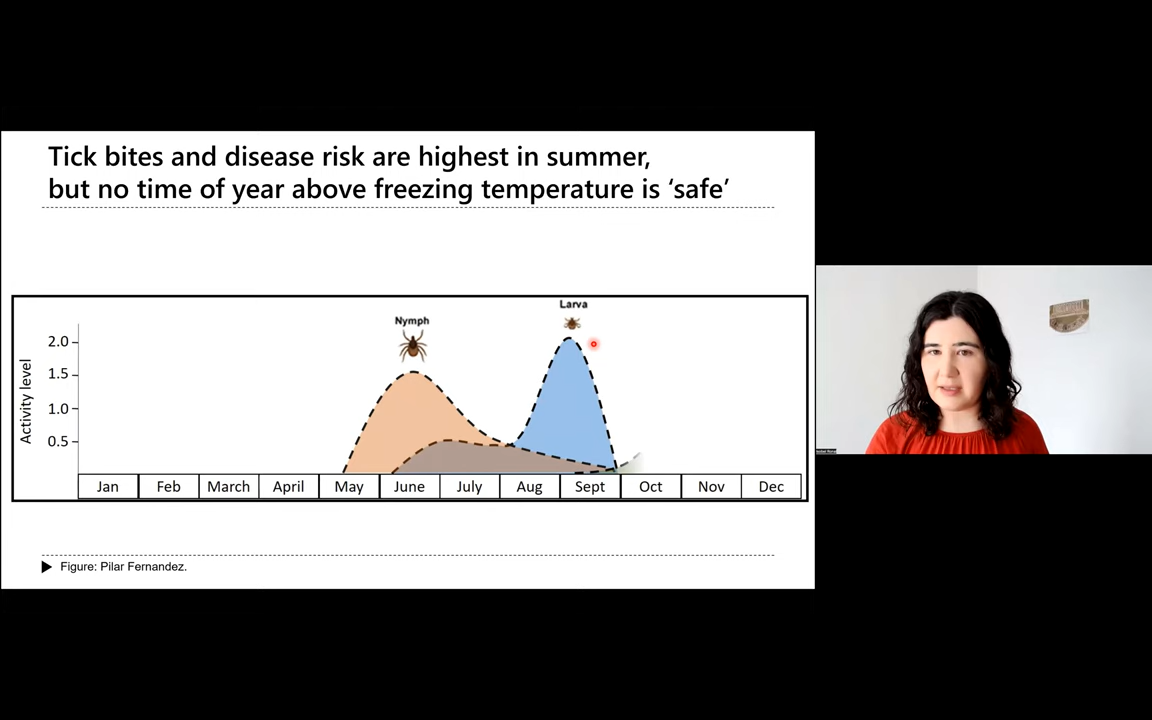 Tick bites and disease risk are highest in summer,
but no time of year above freezing temperature is ‘safe’
Larva
Nymph
Activity level
2.0
1.5
1.0
0.5
Jan Feb March April May June July Aug Sept Oct Nov Dec
Figure: Pilar Fernandez.